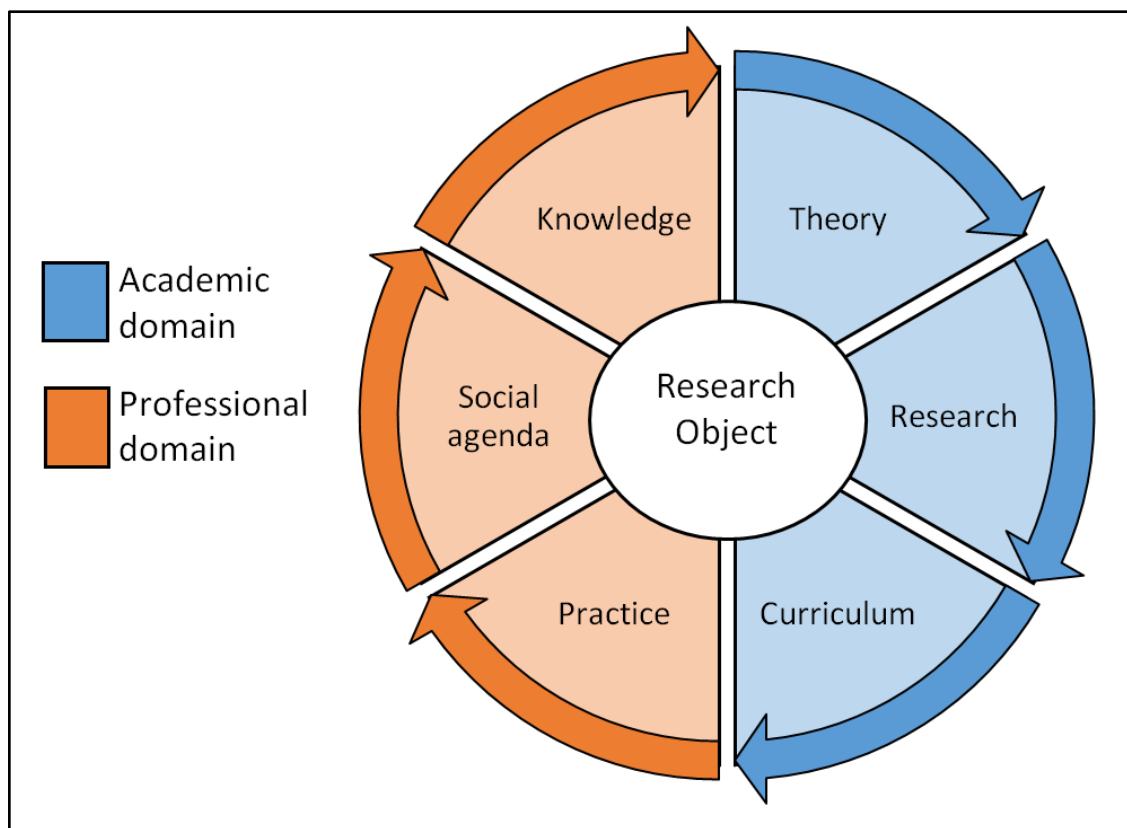 Knowledge
Theory
Academic
domain
Professional
domain
Social
agenda
Research
Object
Research
Practice
Curriculum